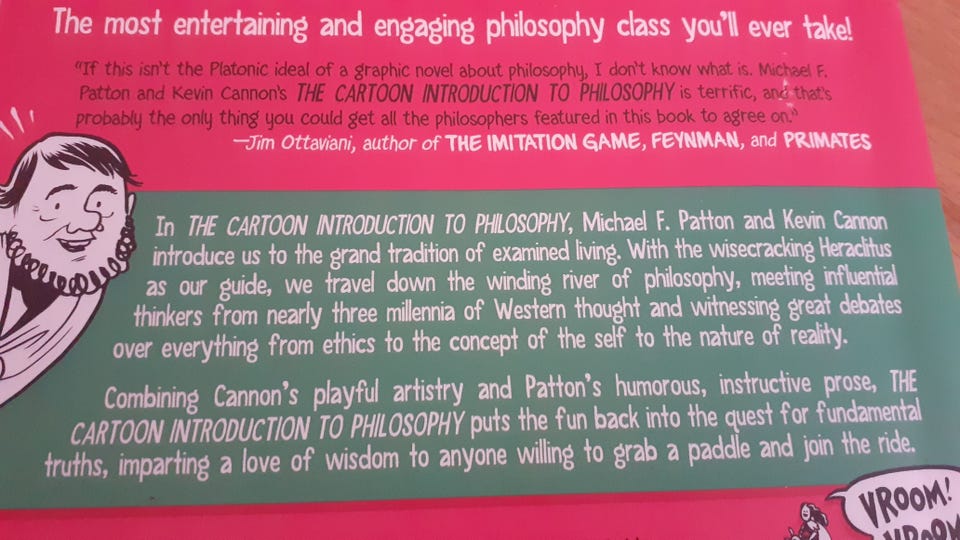 The most entertaining and engaging philosophy class you'll ever take!
"If this isn't the Platonic ideal of a graphic novel about philosophy, I don't know what is. Michael F.
Patton and Kevin Cannon's THE CARTOON INTRODUCTION TO PHILOSOPHY is terrific, and that's
probably the only thing you could get all the philosophers featured in this book to agree on."
—Jim Ottaviani, author of THE IMITATION GAME, FEYNMAN, and PRIMATES
In THE CARTOON INTRODUCTION TO PHILOSOPHY, Michael F. Patton and Kevin Cannon
introduce us to the grand tradition of examined living. With the wisecracking Heraclitus
as our guide, we travel down the winding river of philosophy, meeting influential
thinkers from nearly three millennia of Western thought and witnessing great debates
over everything from ethics to the concept of the self to the nature of reality.
Combining Cannon's playful artistry and Patton's humorous, instructive prose, THE
CARTOON INTRODUCTION TO PHILOSOPHY puts the fun back into the quest for fundamental
truths, imparting a love of wisdom to anyone willing to grab a paddle and join the ride.
VROOM!
VROOM